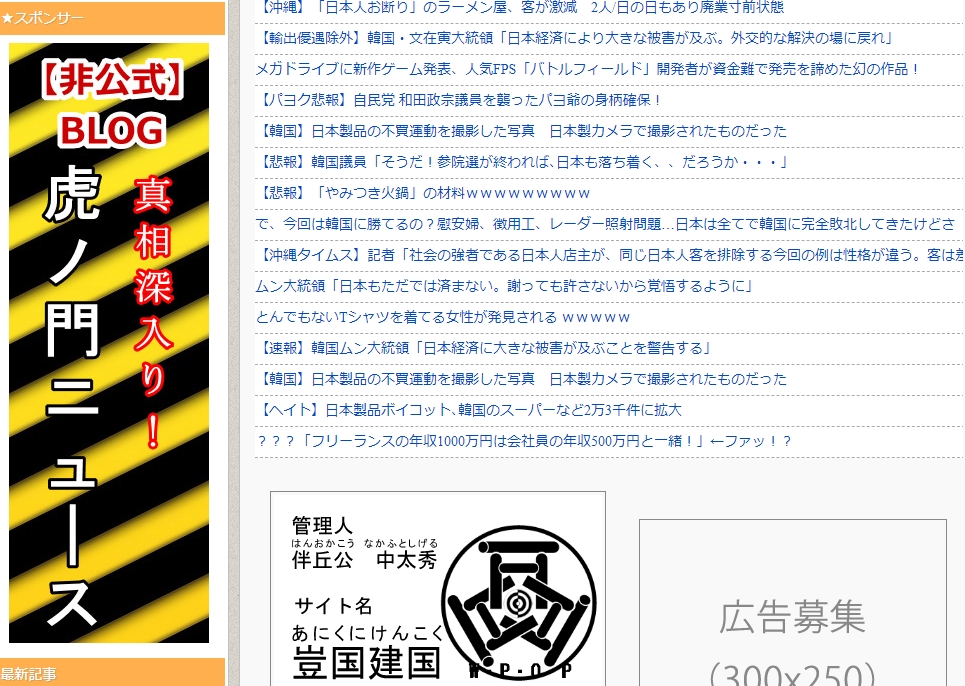 ★スポンサー
【非公式】
BLOG
虎ノ門ニュース
真相深入り！
最新記事
【沖縄】「日本人お断り」のラーメン屋、客が激減　2人/日の日もあり廃業寸前状態
【輸出優遇除外】韓国・文在寅大統領「日本経済により大きな被害が及ぶ。外交的な解決の場に戻れ」
メガドライブに新作ゲーム発表、人気FPS「バトルフィールド」開発者が資金難で発売を諦めた幻の作品！
【パヨク悲報】自民党 和田政宗議員を襲ったパヨ爺の身柄確保！
【韓国】日本製品の不買運動を撮影した写真　日本製カメラで撮影されたものだった
【悲報】韓国議員「そうだ！参院選が終われば、日本も落ち着く、、だろうか・・・」
【悲報】「やみつき火鍋」の材料ｗｗｗｗｗｗｗｗｗ
で、今回は韓国に勝てるの？慰安婦、徴用工、レーダー照射問題…日本は全てで韓国に完全敗北してきたけどさ
【沖縄タイムス】記者「社会の強者である日本人店主が、同じ日本人客を排除する今回の例は性格が違う。客は
ムン大統領「日本もただでは済まない。謝っても許さないから覚悟するように」
とんでもないTシャツを着てる女性が発見される ｗｗｗｗｗ
【速報】韓国ムン大統領「日本経済に大きな被害が及ぶことを警告する」
【韓国】日本製品の不買運動を撮影した写真　日本製カメラで撮影されたものだった
【ヘイト】日本製品ボイコット、韓国のスーパーなど2万3千件に拡大
？？？「フリーランスの年収1000万円は会社員の年収500万円と一緒！」←ファッ！？
管理人
はんおかこう　なかふとしげる
伴丘公　中太秀
サイト名
あにくにけんこく
豈国建国
W・P・O・P
広告募集
（300x250）